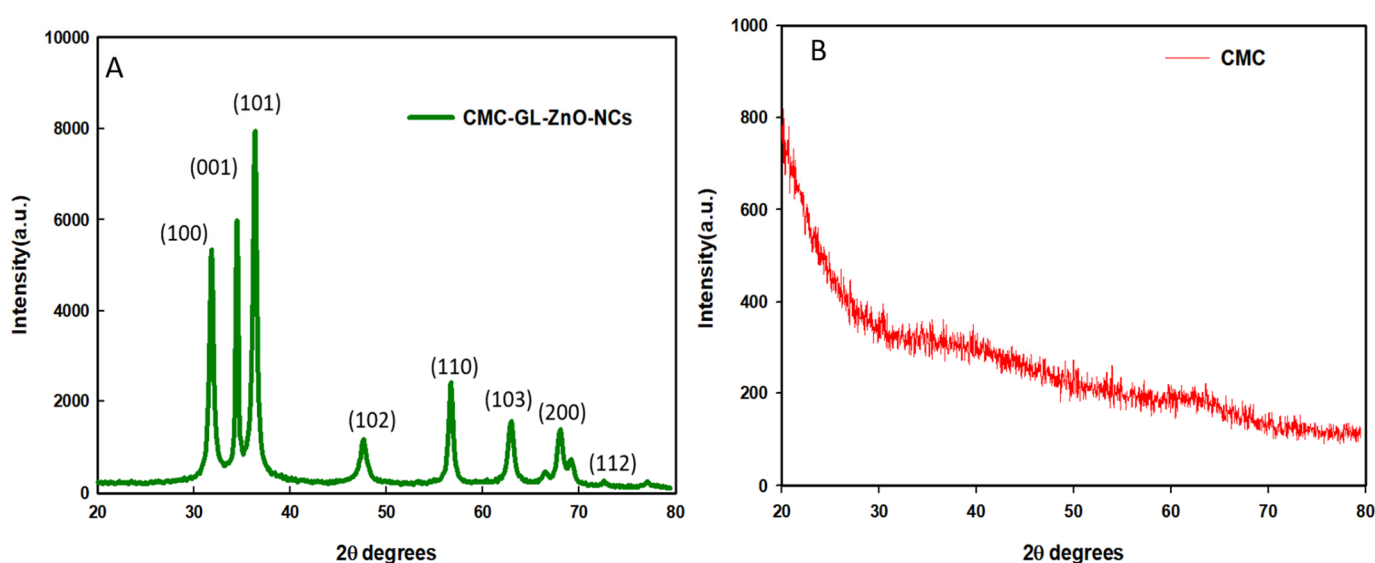 A
CMC-GL-ZnO-NCs
(100)
(001)
(101)
(102)
(110)
(103)
(200)
(112)
Intensity(a.u.)
10000
8000
6000
4000
2000
0
20 30 40 50 60 70 80
2θ degrees
B
CMC
Intensity(a.u.)
1000
800
600
400
200
0
20 30 40 50 60 70 80
2θ degrees